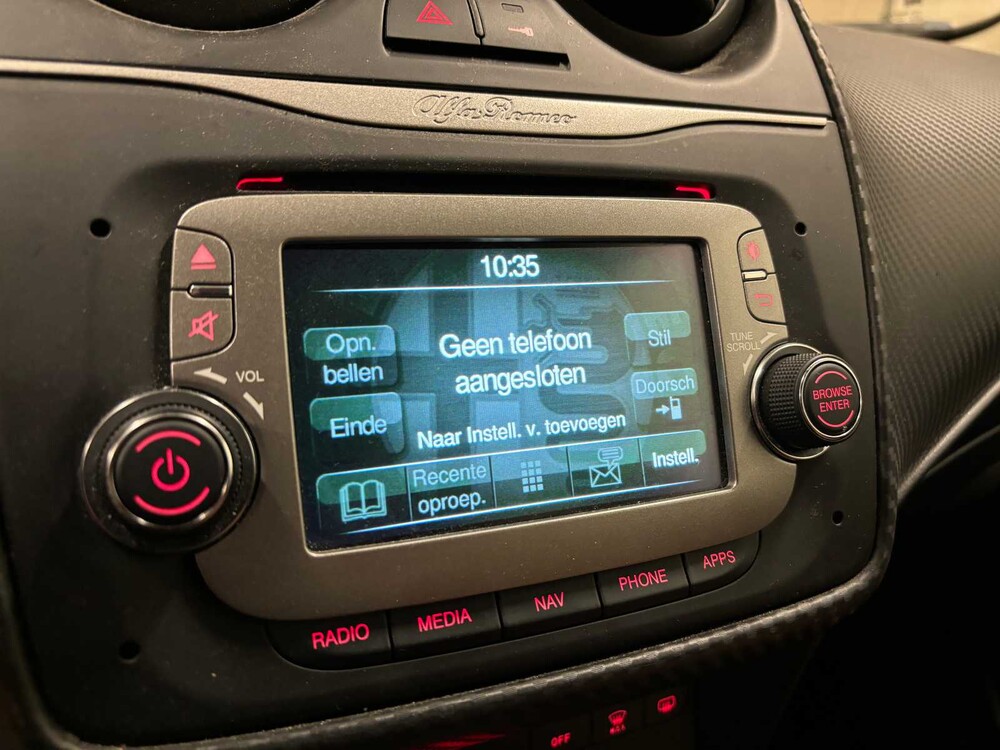 Alfa Romeo
10:35
Opn.
bellen
Geen telefoon
aangesloten
Stil
Doorsch
Einde
Naar Instell. v. toevoegen
Recente
oproep.
Instell.
VOL
TUNE
SCROLL
BROWSE
ENTER
RADIO
MEDIA
NAV
PHONE
APPS
OFF
MAX